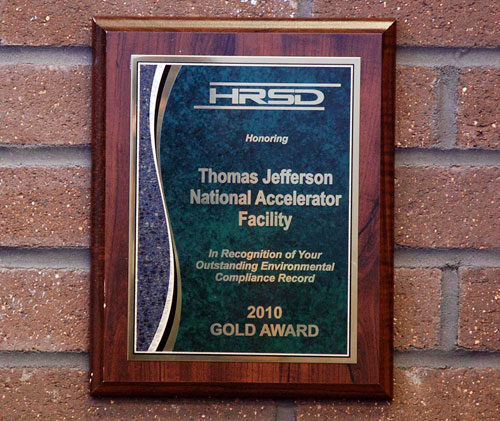 HRSD
Honoring
Thomas Jefferson
National Accelerator
Facility
In Recognition of Your
Outstanding Environmental
Compliance Record
2010
GOLD AWARD